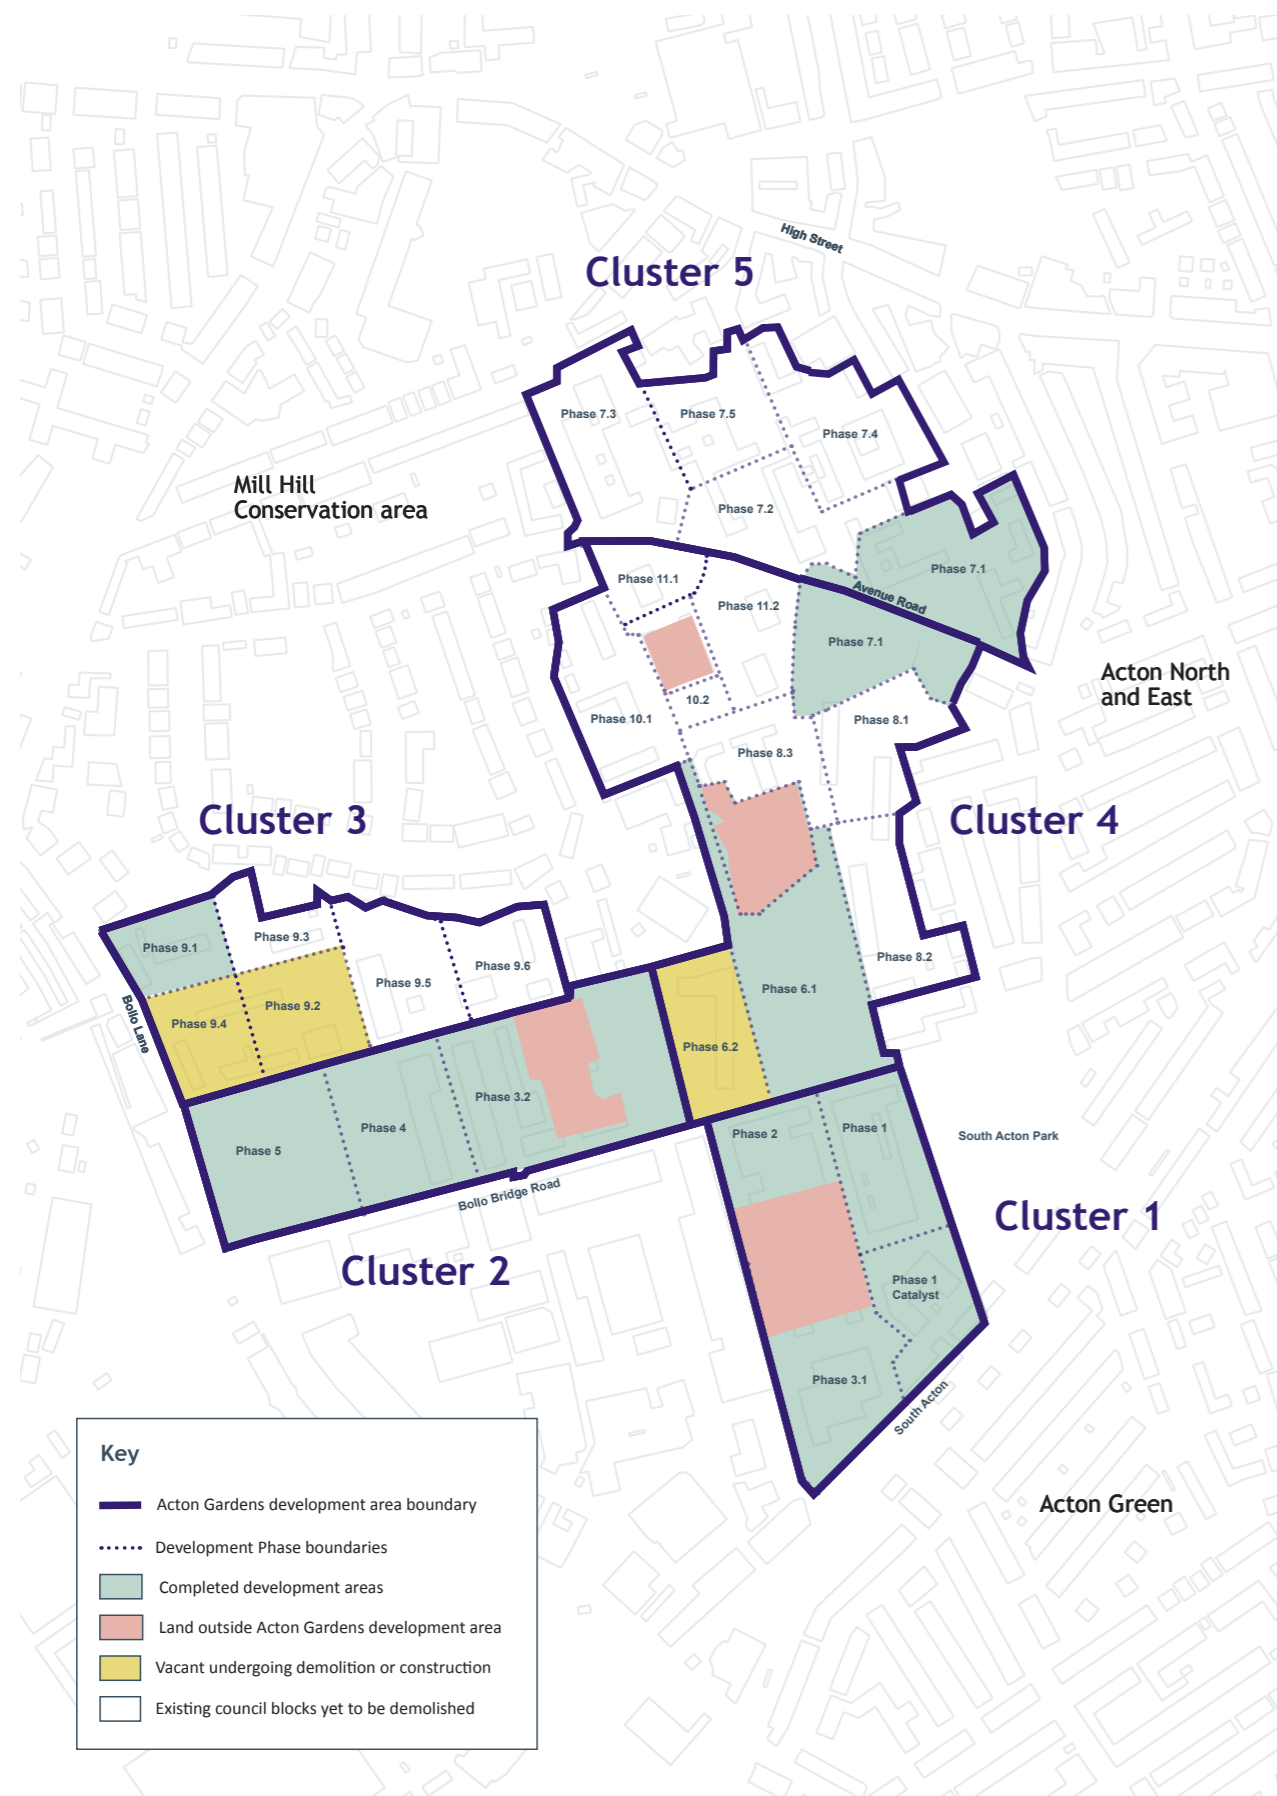 High Street
Cluster 5
Phase 7.3
Phase 7.5
Phase 7.4
Mill Hill
Conservation area
Phase 7.2
Phase 7.1
Phase 11.1
Avenue Road
Phase 11.2
Phase 7.1
Acton North
and East
10.2
Phase 10.1
Phase 8.1
Phase 8.3
Cluster 3
Cluster 4
Phase 9.1
Phase 9.3
Phase 9.5
Phase 9.6
Phase 8.2
Phase 6.1
Bollo Lane
Phase 9.4
Phase 9.2
Phase 6.2
Phase 3.2
Phase 4
Phase 5
Phase 2
Phase 1
South Acton Park
Bollo Bridge Road
Cluster 1
Cluster 2
Phase 1
Catalyst
Phase 3.1
South Acton
Acton Green
Key
Acton Gardens development area boundary
Development Phase boundaries
Completed development areas
Land outside Acton Gardens development area
Vacant undergoing demolition or construction
Existing council blocks yet to be demolished